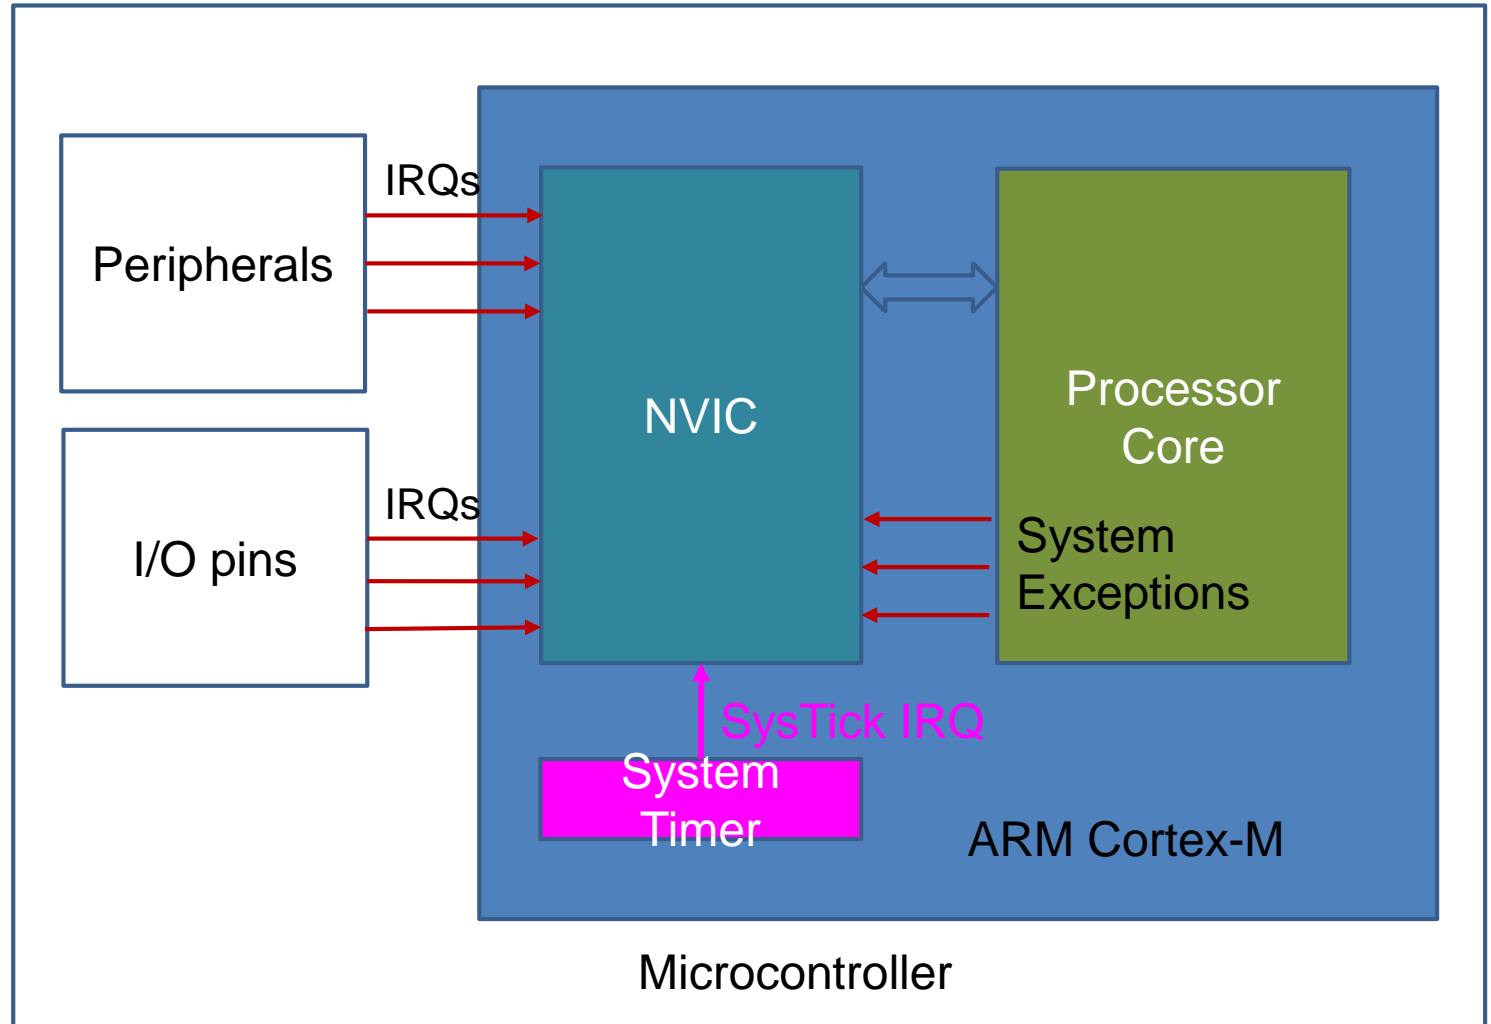 IRQs
Peripherals
NVIC
Processor
Core
IRQs
I/O pins
System
Exceptions
SysTick IRQ
System
Timer
ARM Cortex-M
Microcontroller